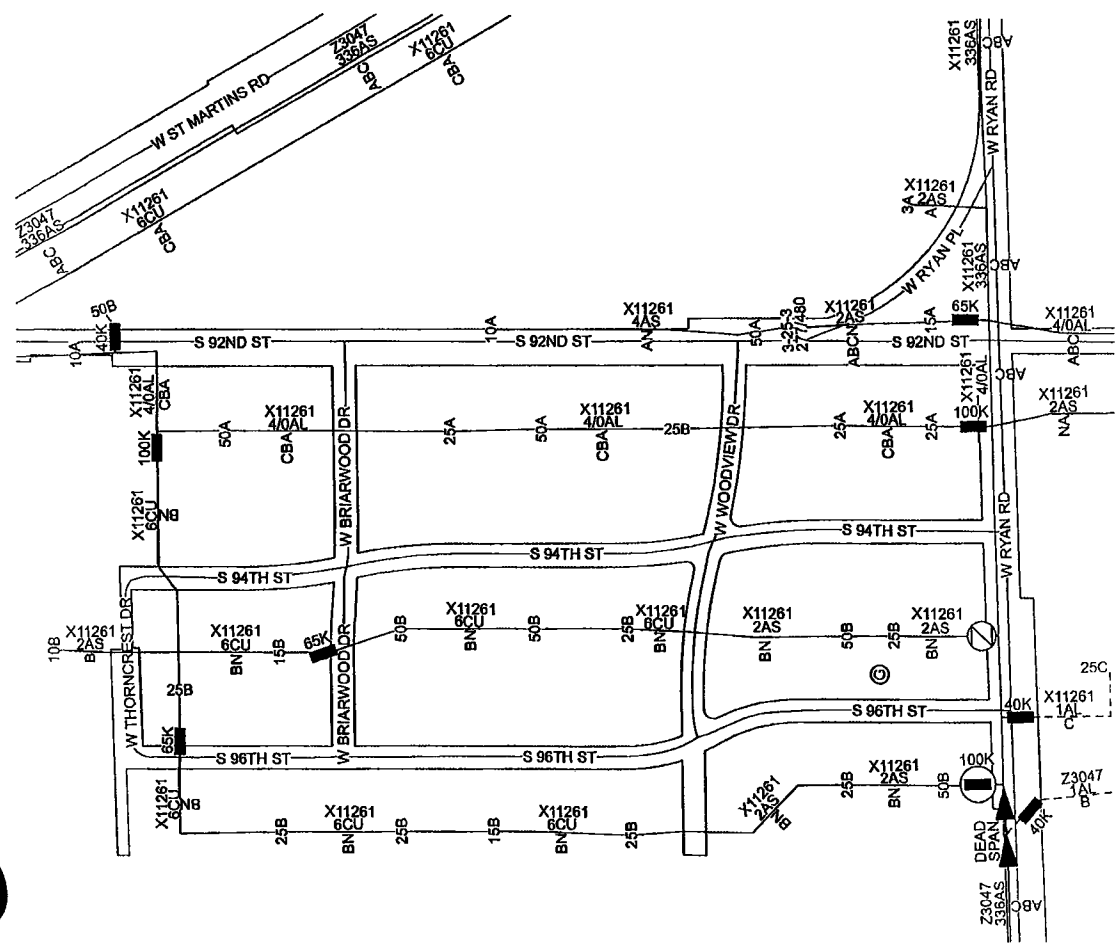 Z3047
336AS
ABC
X11261
6CU
CBA
W ST MARTINS RD
X11261
6CU
CBA
Z3047
336AS
ABC
X11261
336AS
ABC
W RYAN RD
X11261
2AS
A
3A
W RYAN PL
X11261
336AS
ABC
50B
40K
10A
S 92ND ST
10A
S 92ND ST
X11261
4AS
AN
50A
3-25-3
277/480
X11261
2AS
ABCN
15A
65K
S 92ND ST
X11261
4/0AL
ABC
X11261
4/0AL
CBA
100K
50A
X11261
4/0AL
CBA
25A
50A
X11261
4/0AL
CBA
25B
25A
X11261
4/0AL
CBA
25A
X11261
4/0AL
ABC
100K
X11261
2AS
NA
W BRIARWOOD DR
W WOODVIEW DR
W RYAN RD
X11261
6CU
BN
S 94TH ST
S 94TH ST
S 94TH ST
W THORNCREST DR
10B
X11261
2AS
B
X11261
6CU
BN
15B
65K
W BRIARWOOD DR
50B
X11261
6CU
BN
50B
25B
X11261
6CU
BN
X11261
2AS
BN
50B
25B
X11261
2AS
BN
G
25B
65K
S 96TH ST
S 96TH ST
S 96TH ST
40K
25C
X11261
1AL
C
X11261
6CU
BN
25B
X11261
6CU
BN
25B
15B
X11261
6CU
BN
25B
X11261
2AS
BN
25B
X11261
2AS
BN
50B
100K
Z3047
1AL
B
40K
DEAD
SPAN
Z3047
336AS
ABC